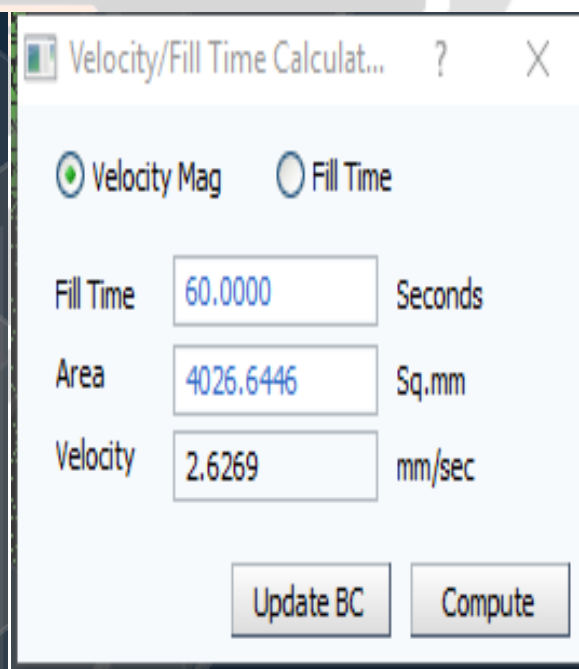 Velocity/Fill Time Calculat... ?
Velocity Mag Fill Time
Fill Time 60.0000 Seconds
Area 4026.6446 Sq.mm
Velocity 2.6269 mm/sec
Update BC Compute